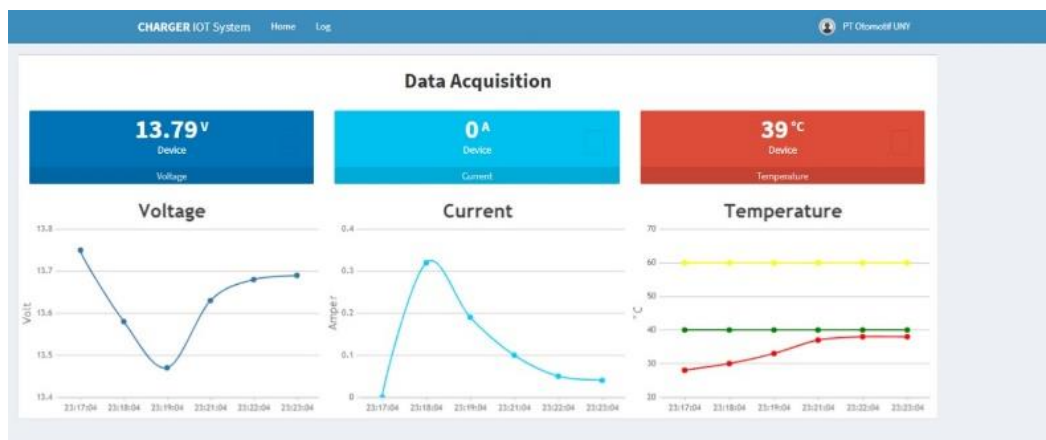 CHARGER IOT System Home Log PT Otomotif UNY
Data Acquisition
13.79 V
Device
Voltage
0 A
Device
Current
39 °C
Device
Temperature
Voltage
13.8
13.7
13.6
13.5
13.4
Volt
23:17:04 23:18:04 23:19:04 23:21:04 23:22:04 23:23:04
Current
0.4
0.3
0.2
0.1
0
Amper
23:17:04 23:18:04 23:19:04 23:21:04 23:22:04 23:23:04
Temperature
70
60
50
40
30
20
°C
23:17:04 23:18:04 23:19:04 23:21:04 23:22:04 23:23:04